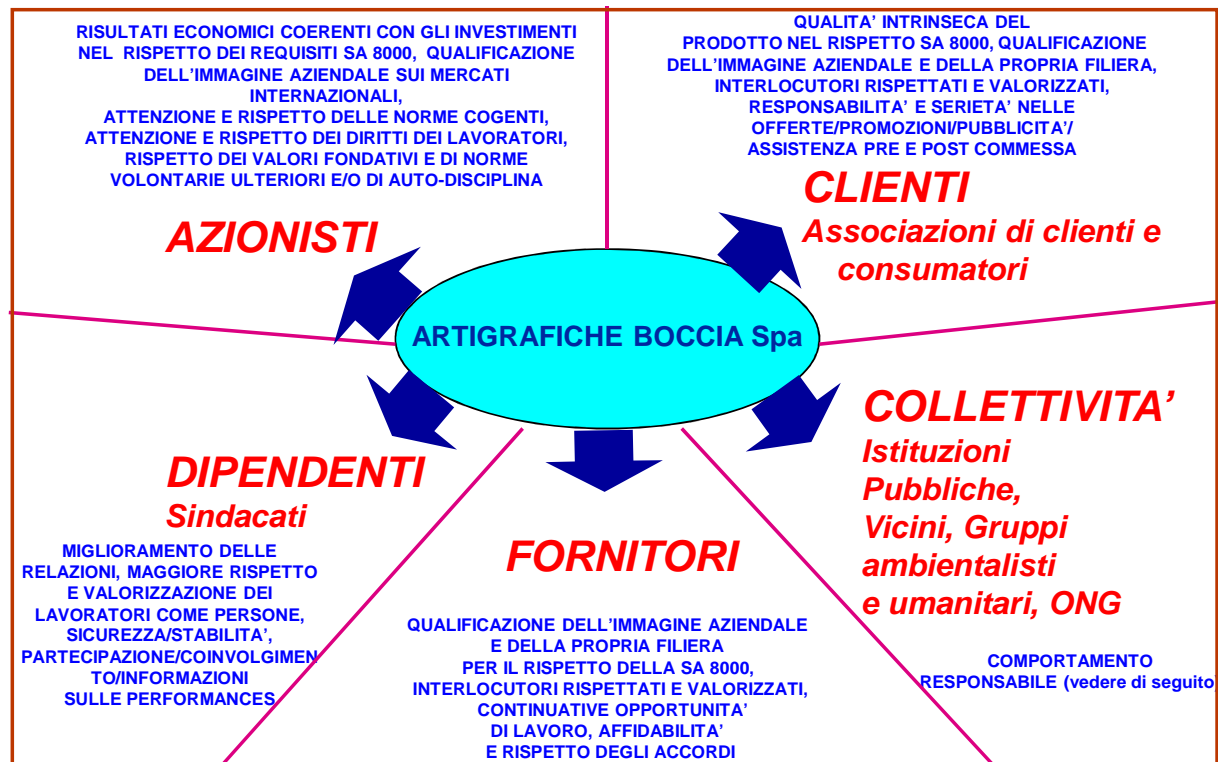 RISULTATI ECONOMICI COERENTI CON GLI INVESTIMENTI
NEL RISPETTO DEI REQUISITI SA 8000, QUALIFICAZIONE
DELL'IMMAGINE AZIENDALE SUI MERCATI
INTERNAZIONALI,
ATTENZIONE E RISPETTO DELLE NORME COGENTI,
ATTENZIONE E RISPETTO DEI DIRITTI DEI LAVORATORI,
RISPETTO DEI VALORI FONDATIVI E DI NORME
VOLONTARIE ULTERIORI E/O DI AUTO-DISCIPLINA
AZIONISTI
QUALITA' INTRINSECA DEL
PRODOTTO NEL RISPETTO SA 8000, QUALIFICAZIONE
DELL'IMMAGINE AZIENDALE E DELLA PROPRIA FILIERA,
INTERLOCUTORI RISPETTATI E VALORIZZATI,
RESPONSABILITA' E SERIETA' NELLE
OFFERTE/PROMOZIONI/PUBBLICITA'/
ASSISTENZA PRE E POST COMMESSA
CLIENTI
Associazioni di clienti e
consumatori
ARTIGRAFICHE BOCCIA Spa
DIPENDENTI
Sindacati
MIGLIORAMENTO DELLE
RELAZIONI, MAGGIORE RISPETTO
E VALORIZZAZIONE DEI
LAVORATORI COME PERSONE,
SICUREZZA/STABILITA',
PARTECIPAZIONE/COINVOLGIMEN
TO/INFORMAZIONI
SULLE PERFORMANCES
FORNITORI
QUALIFICAZIONE DELL'IMMAGINE AZIENDALE
E DELLA PROPRIA FILIERA
PER IL RISPETTO DELLA SA 8000,
INTERLOCUTORI RISPETTATI E VALORIZZATI,
CONTINUATIVE OPPORTUNITA'
DI LAVORO, AFFIDABILITA'
E RISPETTO DEGLI ACCORDI
COLLETTIVITA'
Istituzioni
Pubbliche,
Vicini, Gruppi
ambientalisti
e umanitari, ONG
COMPORTAMENTO
RESPONSABILE (vedere di seguito)